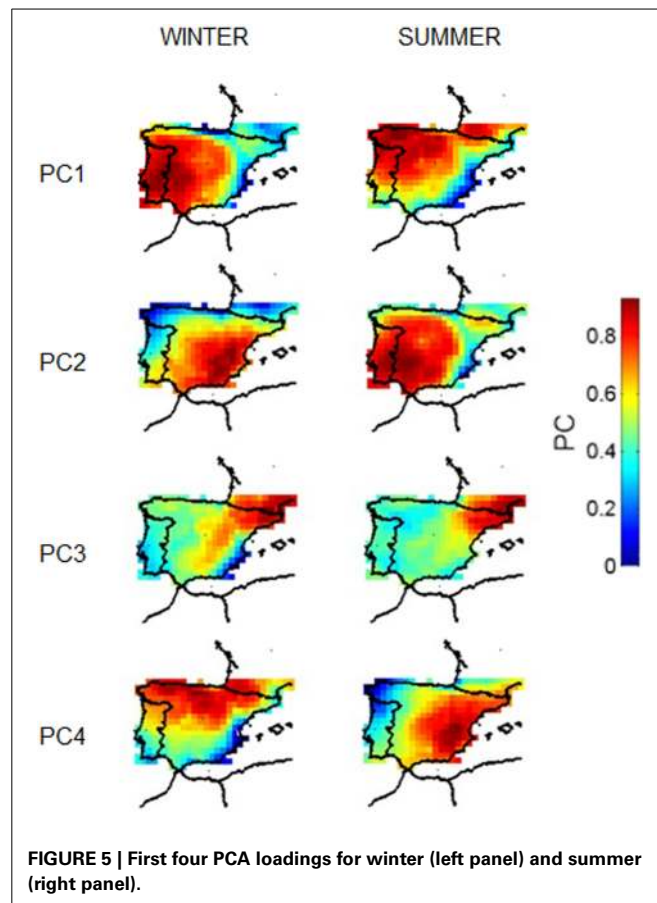 WINTER SUMMER
PC1
PC2
PC3
PC4
0.8
0.6
0.4
0.2
0
PC
FIGURE 5 | First four PCA loadings for winter (left panel) and summer
(right panel).